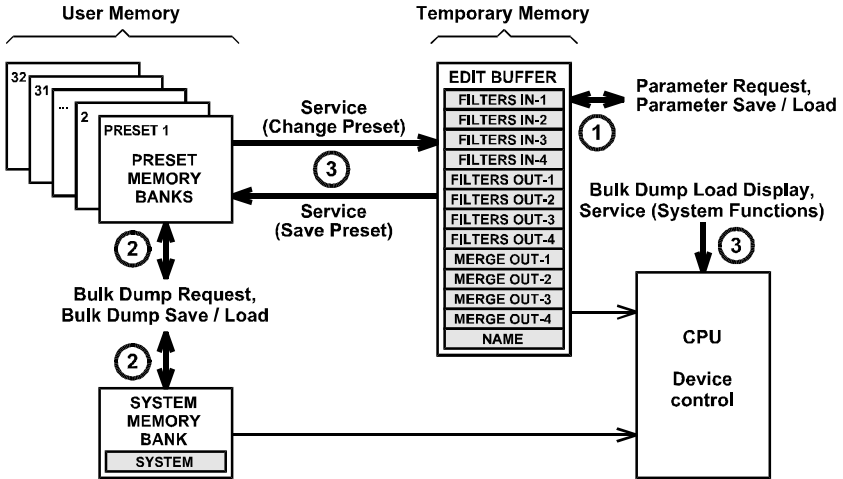 User Memory
Temporary Memory
32
31
...
2
PRESET 1
PRESET
MEMORY
BANKS
Service
(Change Preset)
3
Service
(Save Preset)
EDIT BUFFER
FILTERS IN-1
FILTERS IN-2
FILTERS IN-3
FILTERS IN-4
FILTERS OUT-1
FILTERS OUT-2
FILTERS OUT-3
FILTERS OUT-4
MERGE OUT-1
MERGE OUT-2
MERGE OUT-3
MERGE OUT-4
NAME
Parameter Request,
Parameter Save / Load
1
Bulk Dump Load Display,
Service (System Functions)
3
2
Bulk Dump Request,
Bulk Dump Save / Load
2
SYSTEM
MEMORY
BANK
SYSTEM
CPU
Device
control